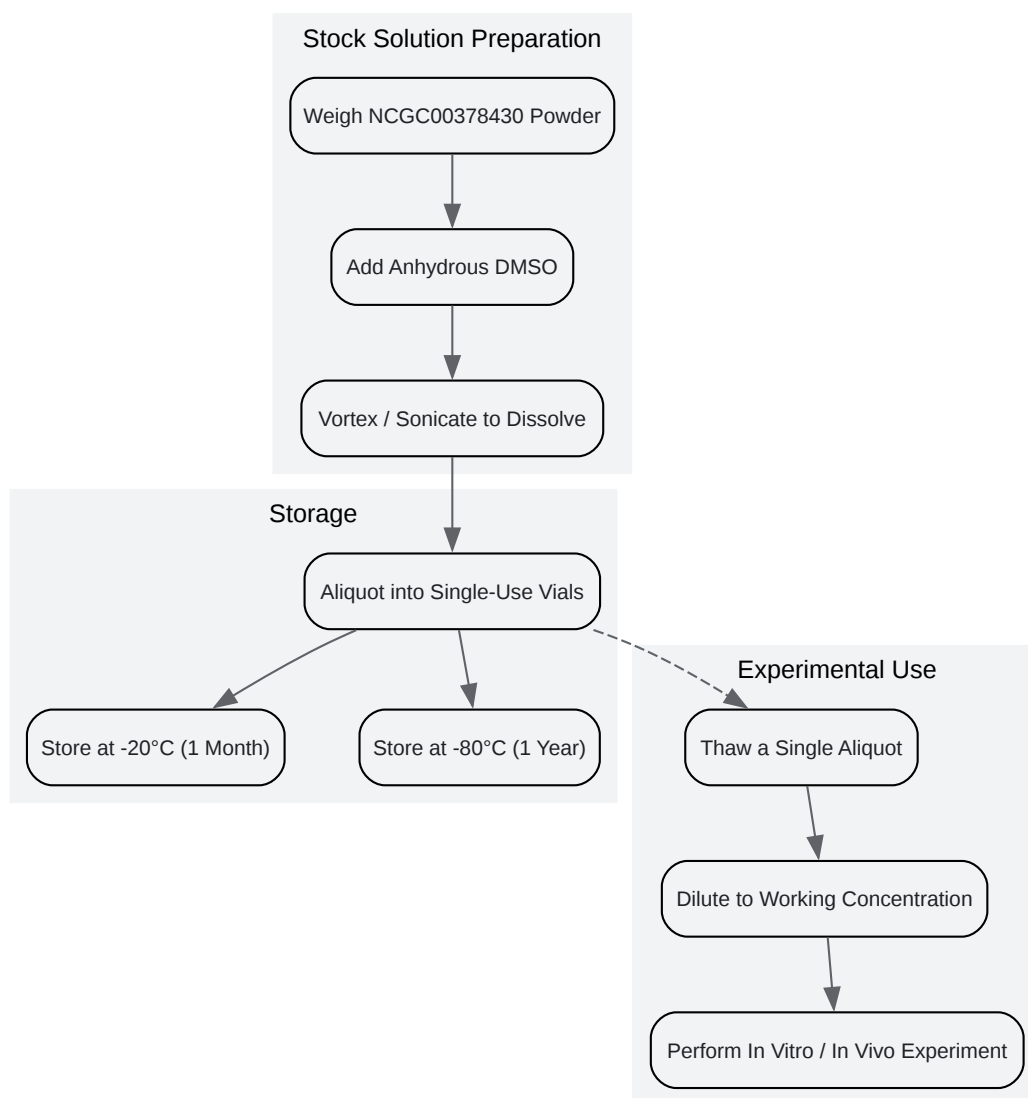 Stock Solution Preparation
Weigh NCGC00378430 Powder
Add Anhydrous DMSO
Vortex / Sonicate to Dissolve
Storage
Aliquot into Single-Use Vials
Store at -20°C (1 Month)
Store at -80°C (1 Year)
Experimental Use
Thaw a Single Aliquot
Dilute to Working Concentration
Perform In Vitro / In Vivo Experiment